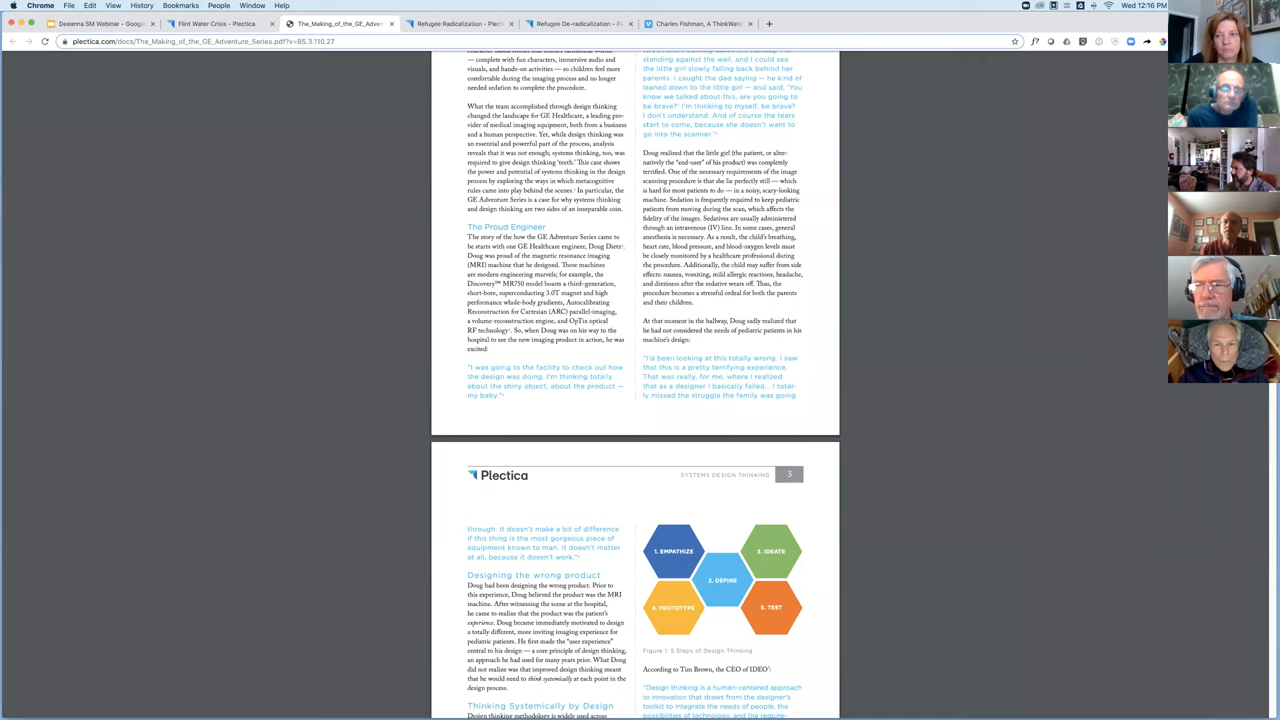 Chrome File Edit View History Bookmarks People Window Help
Wed 12:16 PM
Deeanna SM Webinar - Google
Flint Water Crisis - Plectica
The_Making_of_the_GE_Adven
Refugee Radicalization - Plecti
Refugee De-radicalization - Pl
Charles Fishman, A ThinkWate
plectica.com/docs/The_Making_of_the_GE_Adventure_Series.pdf?v=85.3.110.27
— complete with fun characters, immersive audio and
visuals, and hands-on activities — so children feel more
comfortable during the imaging process and no longer
needed sedation to complete the procedure.
What the team accomplished through design thinking
changed the landscape for GE Healthcare, a leading pro-
vider of medical imaging equipment, both from a business
and a human perspective. Yet, while design thinking was
an essential and powerful part of the process, analysis
reveals that it was not enough; systems thinking, too, was
required to give design thinking 'teeth.' This case shows
the power and potential of systems thinking in the design
process by exploring the ways in which metacognitive
rules came into play behind the scenes. In particular, the
GE Adventure Series is a case for why systems thinking
and design thinking are two sides of an inseparable coin.
The Proud Engineer
The story of the how the GE Adventure Series came to
be starts with one GE Healthcare engineer, Doug Dietz.
Doug was proud of the magnetic resonance imaging
(MRI) machine that he designed. These machines
are modern engineering marvels; for example, the
Discovery™ MR750 model boasts a third-generation,
short-bore, superconducting 3.0T magnet and high
performance whole-body gradients, Autocalibrating
Reconstruction for Cartesian (ARC) parallel-imaging,
a volume-reconstruction engine, and OpTix optical
RF technology. So, when Doug was on his way to the
hospital to see the new imaging product in action, he was
excited:
"I was going to the facility to check out how
the design was doing. I'm thinking totally
about the shiny object, about the product —
my baby."
standing against the wall, and I could see
the little girl slowly falling back behind her
parents. I caught the dad saying — he kind of
leaned down to the little girl — and said, 'You
know we talked about this, are you going to
be brave?' I'm thinking to myself, be brave?
I don't understand. And of course the tears
start to come, because she doesn't want to
go into the scanner."
Doug realized that the little girl (the patient, or alter-
natively the "end-user" of his product) was completely
terrified. One of the necessary requirements of the image
scanning procedure is that she lie perfectly still — which
is hard for most patients to do — in a noisy, scary-looking
machine. Sedation is frequently required to keep pediatric
patients from moving during the scan, which affects the
fidelity of the images. Sedatives are usually administered
through an intravenous (IV) line. In some cases, general
anesthesia is necessary. As a result, the child's breathing,
heart rate, blood pressure, and blood-oxygen levels must
be closely monitored by a healthcare professional during
the procedure. Additionally, the child may suffer from side
effects: nausea, vomiting, mild allergic reactions, headache,
and dizziness after the sedative wears off. Thus, the
procedure becomes a stressful ordeal for both the parents
and their children.
At that moment in the hallway, Doug sadly realized that
he had not considered the needs of pediatric patients in his
machine's design:
"I'd been looking at this totally wrong. I saw
that this is a pretty terrifying experience.
That was really, for me, where I realized
that as a designer I basically failed... I total-
ly missed the struggle the family was going
Plectica
SYSTEMS DESIGN THINKING 3
through. It doesn't make a bit of difference
if this thing is the most gorgeous piece of
equipment known to man. It doesn't matter
at all, because it doesn't work."
Designing the wrong product
Doug had been designing the wrong product. Prior to
this experience, Doug believed the product was the MRI
machine. After witnessing the scene at the hospital,
he came to realize that the product was the patient's
experience. Doug became immediately motivated to design
a totally different, more inviting imaging experience for
pediatric patients. He first made the "user experience"
central to his design — a core principle of design thinking,
an approach he had used for many years prior. What Doug
did not realize was that improved design thinking meant
that he would need to think systemically at each point in the
design process.
Thinking Systemically by Design
Design thinking methodology is widely used across
1. EMPATHIZE
3. IDEATE
2. DEFINE
4. PROTOTYPE
5. TEST
Figure 1: 5 Steps of Design Thinking
According to Tim Brown, the CEO of IDEO:
"Design thinking is a human-centered approach
to innovation that draws from the designer's
toolkit to integrate the needs of people, the
possibilities of technology, and the require-